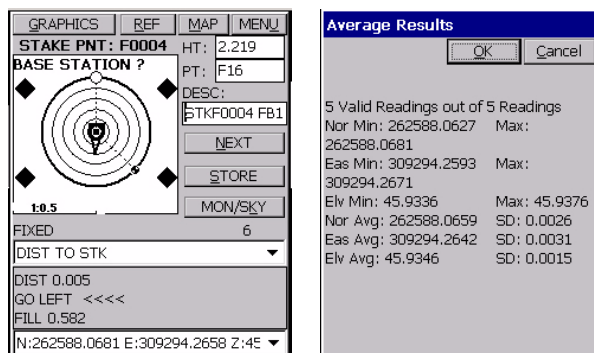 GRAPHICS REF MAP MENU
STAKE PNT: F0004 HT: 2.219
BASE STATION ?
PT: F16
DESC:
STKF0004 FB1
NEXT
STORE
1:0.5
MON/SKY
FIXED 6
DIST TO STK
DIST 0.005
GO LEFT <<<<
FILL 0.582
N:262588.0681 E:309294.2658 Z:45
Average Results
OK Cancel
5 Valid Readings out of 5 Readings
Nor Min: 262588.0627 Max:
262588.0681
Eas Min: 309294.2593 Max:
309294.2671
Elv Min: 45.9336 Max: 45.9376
Nor Avg: 262588.0659 SD: 0.0026
Eas Avg: 309294.2642 SD: 0.0031
Elv Avg: 45.9346 SD: 0.0015